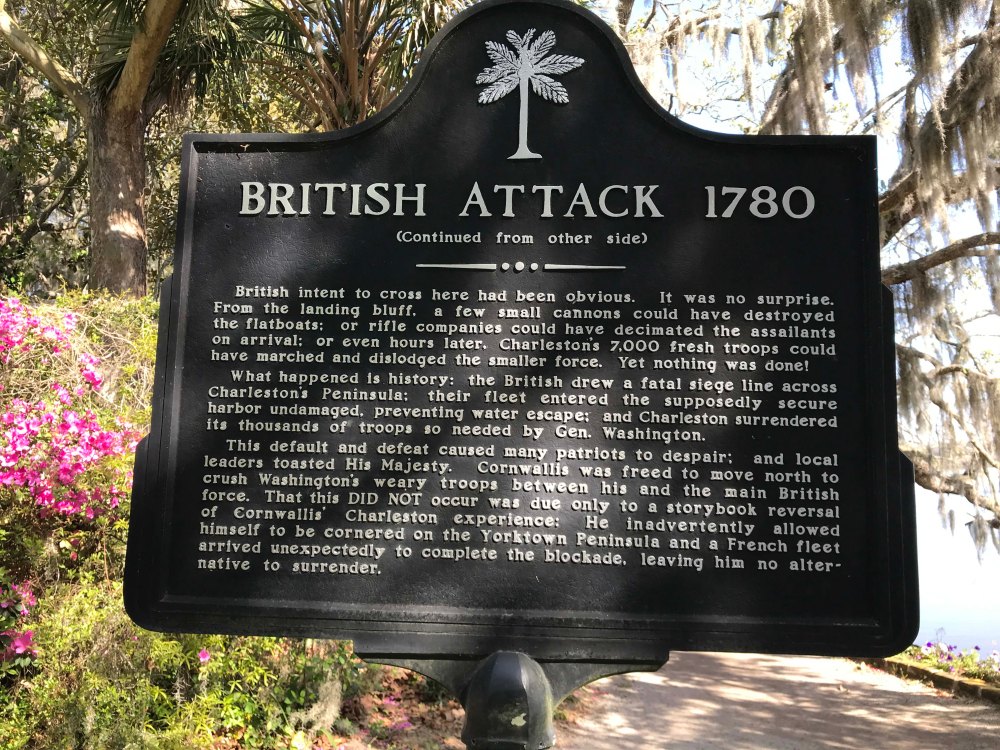 BRITISH ATTACK 1780
(Continued from other side)
British intent to cross here had been obvious. It was no surprise.
From the landing bluff, a few small cannons could have destroyed
the flatboats; or rifle companies could have decimated the assailants
on arrival; or even hours later, Charleston's 7,000 fresh troops could
have marched and dislodged the smaller force. Yet nothing was done!
What happened is history: the British drew a fatal siege line across
Charleston's Peninsula; their fleet entered the supposedly secure
harbor undamaged, preventing water escape; and Charleston surrendered
its thousands of troops so needed by Gen. Washington.
This default and defeat caused many patriots to despair; and local
leaders toasted His Majesty. Cornwallis was freed to move north to
crush Washington's weary troops between his and the main British
force. That this DID NOT occur was due only to a storybook reversal
of Cornwallis' Charleston experience: He inadvertently allowed
himself to be cornered on the Yorktown Peninsula and a French fleet
arrived unexpectedly to complete the blockade, leaving him no alter-
native to surrender.